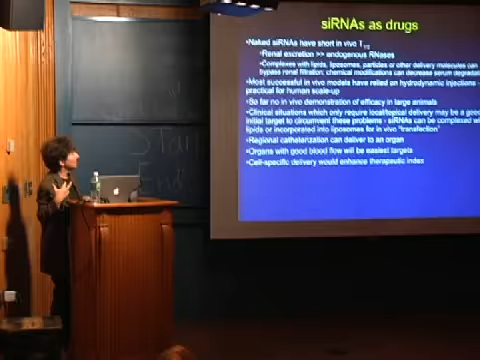 siRNAs as drugs
•Naked siRNAs have short in vivo T1/2
•Renal excretion >> endogenous RNases
•Complexes with lipids, liposomes, particles or other delivery molecules can
bypass renal filtration; chemical modifications can decrease serum degradat
•Most successful in vivo models have relied on hydrodynamic injections -
practical for human scale-up
•So far no in vivo demonstration of efficacy in large animals
•Clinical situations which only require local/topical delivery may be a good
initial target to circumvent these problems - siRNAs can be complexed wi
lipids or incorporated into liposomes for in vivo "transfection"
•Regional catheterization can deliver to an organ
•Organs with good blood flow will be easiest targets
•Cell-specific delivery would enhance therapeutic index
Start
End